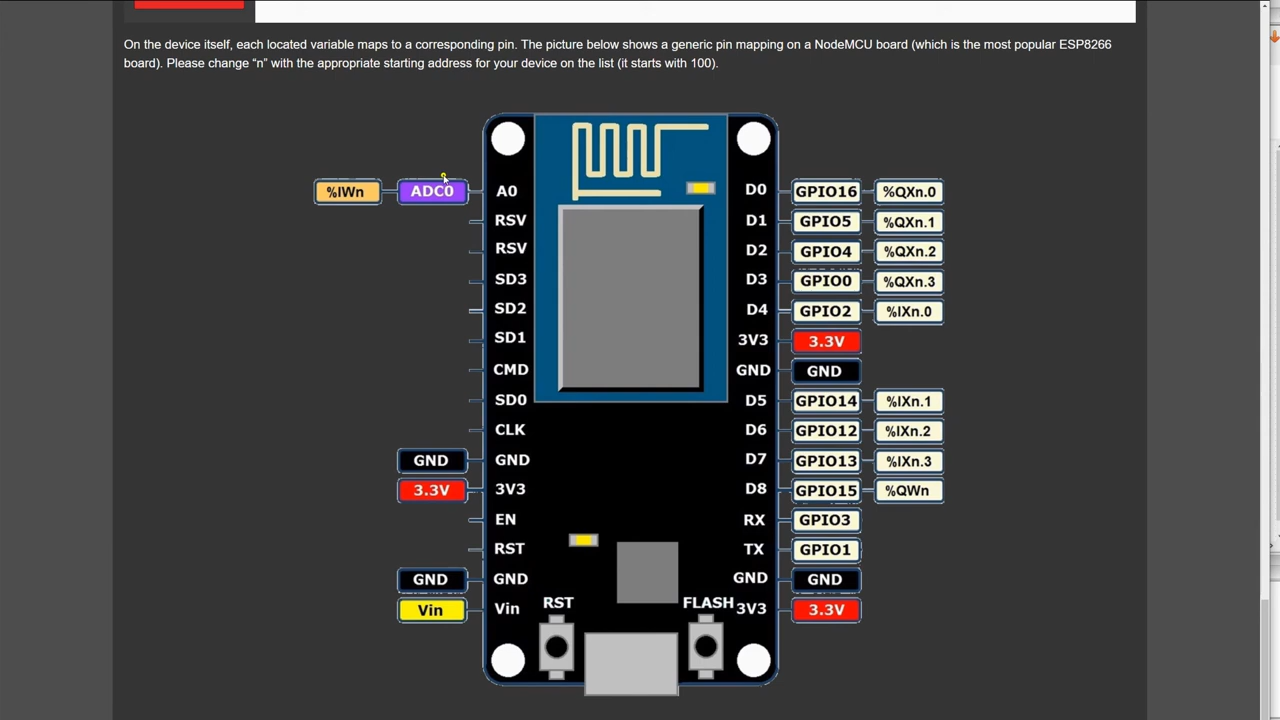 On the device itself, each located variable maps to a corresponding pin. The picture below shows a generic pin mapping on a NodeMCU board (which is the most popular ESP8266
board). Please change “n” with the appropriate starting address for your device on the list (it starts with 100).
%IWn ADC0 A0 D0 GPIO16 %QXn.0
RSV D1 GPIO5 %QXn.1
RSV D2 GPIO4 %QXn.2
SD3 D3 GPIO0 %QXn.3
SD2 D4 GPIO2 %IXn.0
SD1 3V3 3.3V
CMD GND GND
SD0 D5 GPIO14 %IXn.1
CLK D6 GPIO12 %IXn.2
GND GND D7 GPIO13 %IXn.3
3.3V 3V3 D8 GPIO15 %QWn
EN RX GPIO3
RST TX GPIO1
GND GND GND GND
Vin Vin RST FLASH 3V3 3.3V